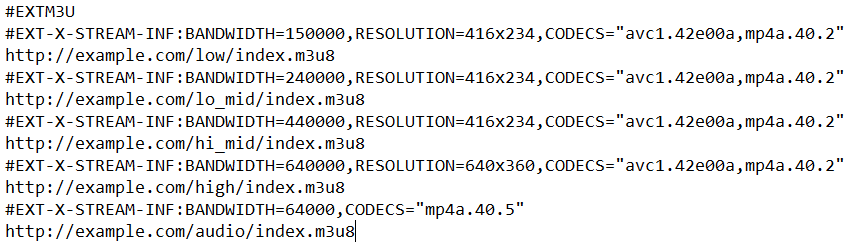 #EXTM3U
#EXT-X-STREAM-INF:BANDWIDTH=150000,RESOLUTION=416x234,CODECS="avc1.42e00a,mp4a.40.2"
http://example.com/low/index.m3u8
#EXT-X-STREAM-INF:BANDWIDTH=240000,RESOLUTION=416x234,CODECS="avc1.42e00a,mp4a.40.2"
http://example.com/lo_mid/index.m3u8
#EXT-X-STREAM-INF:BANDWIDTH=440000,RESOLUTION=416x234,CODECS="avc1.42e00a,mp4a.40.2"
http://example.com/hi_mid/index.m3u8
#EXT-X-STREAM-INF:BANDWIDTH=640000,RESOLUTION=640x360,CODECS="avc1.42e00a,mp4a.40.2"
http://example.com/high/index.m3u8
#EXT-X-STREAM-INF:BANDWIDTH=64000,CODECS="mp4a.40.5"
http://example.com/audio/index.m3u8